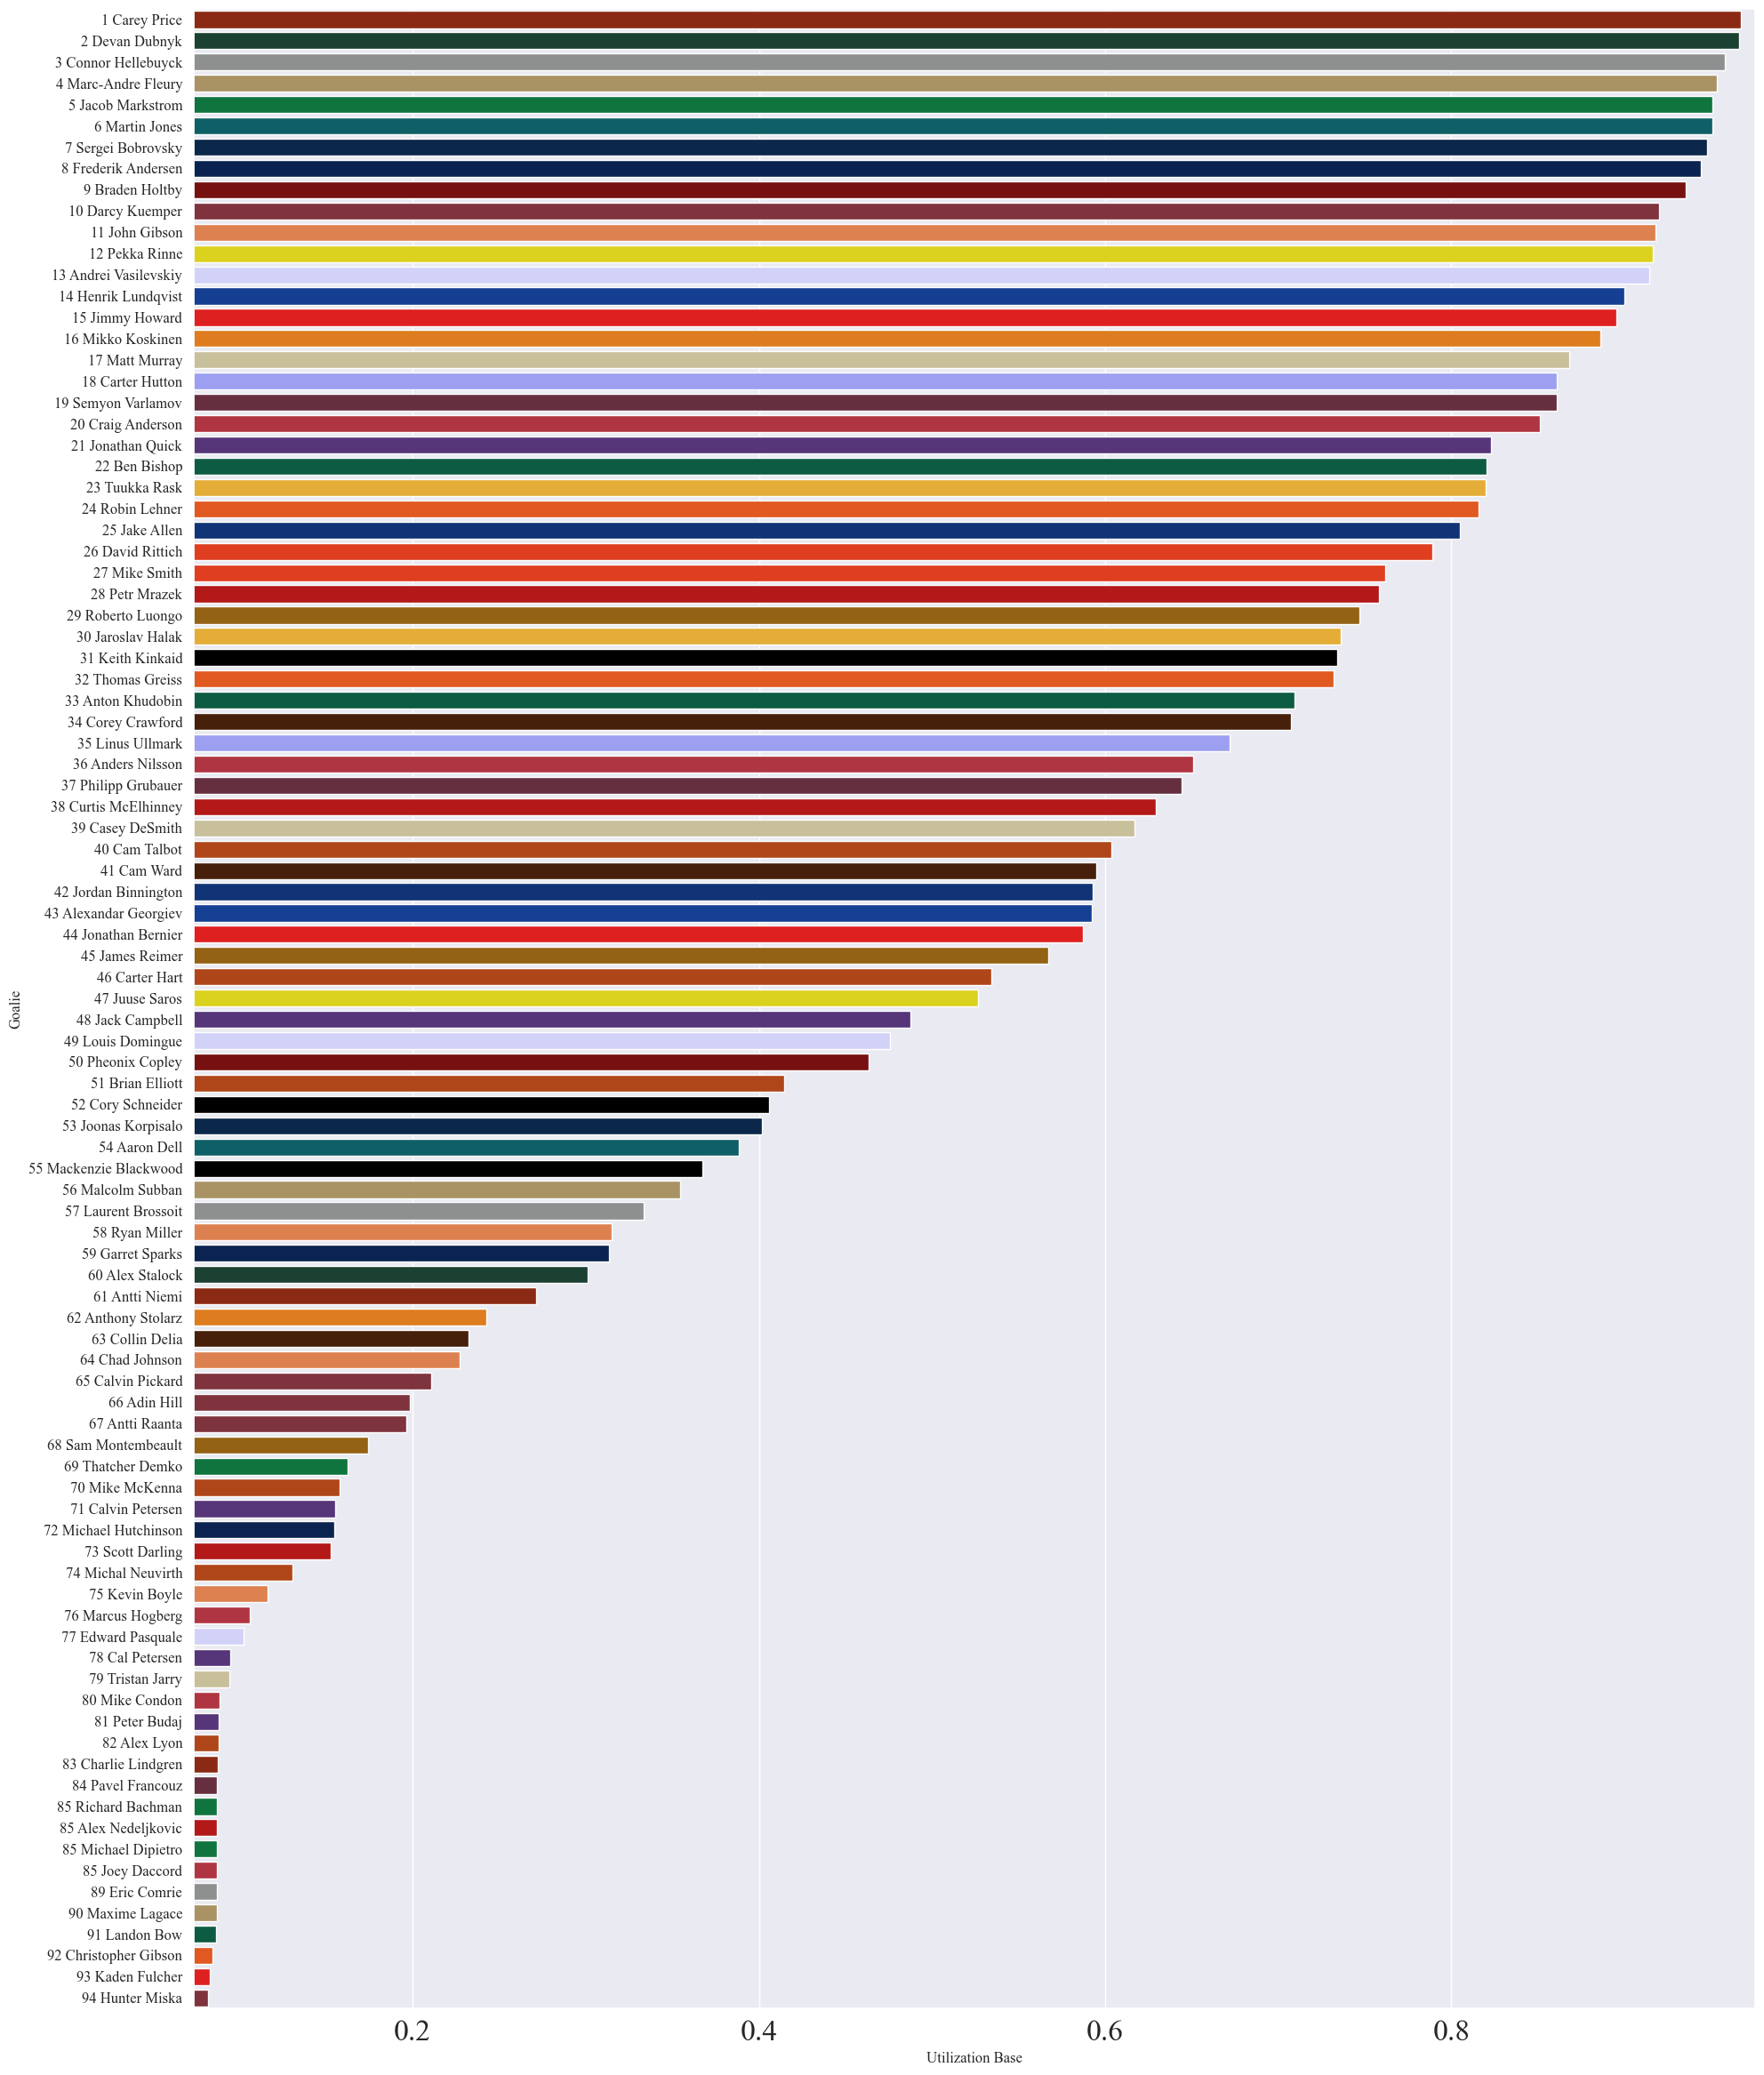 1 Carey Price
2 Devan Dubnyk
3 Connor Hellebuyck
4 Marc-Andre Fleury
5 Jacob Markstrom
6 Martin Jones
7 Sergei Bobrovsky
8 Frederik Andersen
9 Braden Holtby
10 Darcy Kuemper
11 John Gibson
12 Pekka Rinne
13 Andrei Vasilevskiy
14 Henrik Lundqvist
15 Jimmy Howard
16 Mikko Koskinen
17 Matt Murray
18 Carter Hutton
19 Semyon Varlamov
20 Craig Anderson
21 Jonathan Quick
22 Ben Bishop
23 Tuukka Rask
24 Robin Lehner
25 Jake Allen
26 David Rittich
27 Mike Smith
28 Petr Mrazek
29 Roberto Luongo
30 Jaroslav Halak
31 Keith Kinkaid
32 Thomas Greiss
33 Anton Khudobin
34 Corey Crawford
35 Linus Ullmark
36 Anders Nilsson
37 Philipp Grubauer
38 Curtis McElhinney
39 Casey DeSmith
40 Cam Talbot
41 Cam Ward
42 Jordan Binnington
43 Alexandar Georgiev
44 Jonathan Bernier
45 James Reimer
46 Carter Hart
47 Juuse Saros
48 Jack Campbell
49 Louis Domingue
50 Pheonix Copley
51 Brian Elliott
52 Cory Schneider
53 Joonas Korpisalo
54 Aaron Dell
55 Mackenzie Blackwood
56 Malcolm Subban
57 Laurent Brossoit
58 Ryan Miller
59 Garret Sparks
60 Alex Stalock
61 Antti Niemi
62 Anthony Stolarz
63 Collin Delia
64 Chad Johnson
65 Calvin Pickard
66 Adin Hill
67 Antti Raanta
68 Sam Montembeault
69 Thatcher Demko
70 Mike McKenna
71 Calvin Petersen
72 Michael Hutchinson
73 Scott Darling
74 Michal Neuvirth
75 Kevin Boyle
76 Marcus Hogberg
77 Edward Pasquale
78 Cal Petersen
79 Tristan Jarry
80 Mike Condon
81 Peter Budaj
82 Alex Lyon
83 Charlie Lindgren
84 Pavel Francouz
85 Richard Bachman
85 Alex Nedeljkovic
85 Michael Dipietro
85 Joey Daccord
89 Eric Comrie
90 Maxime Lagace
91 Landon Bow
92 Christopher Gibson
93 Kaden Fulcher
94 Hunter Miska
Goalie
0.2 0.4 0.6 0.8
Utilization Base